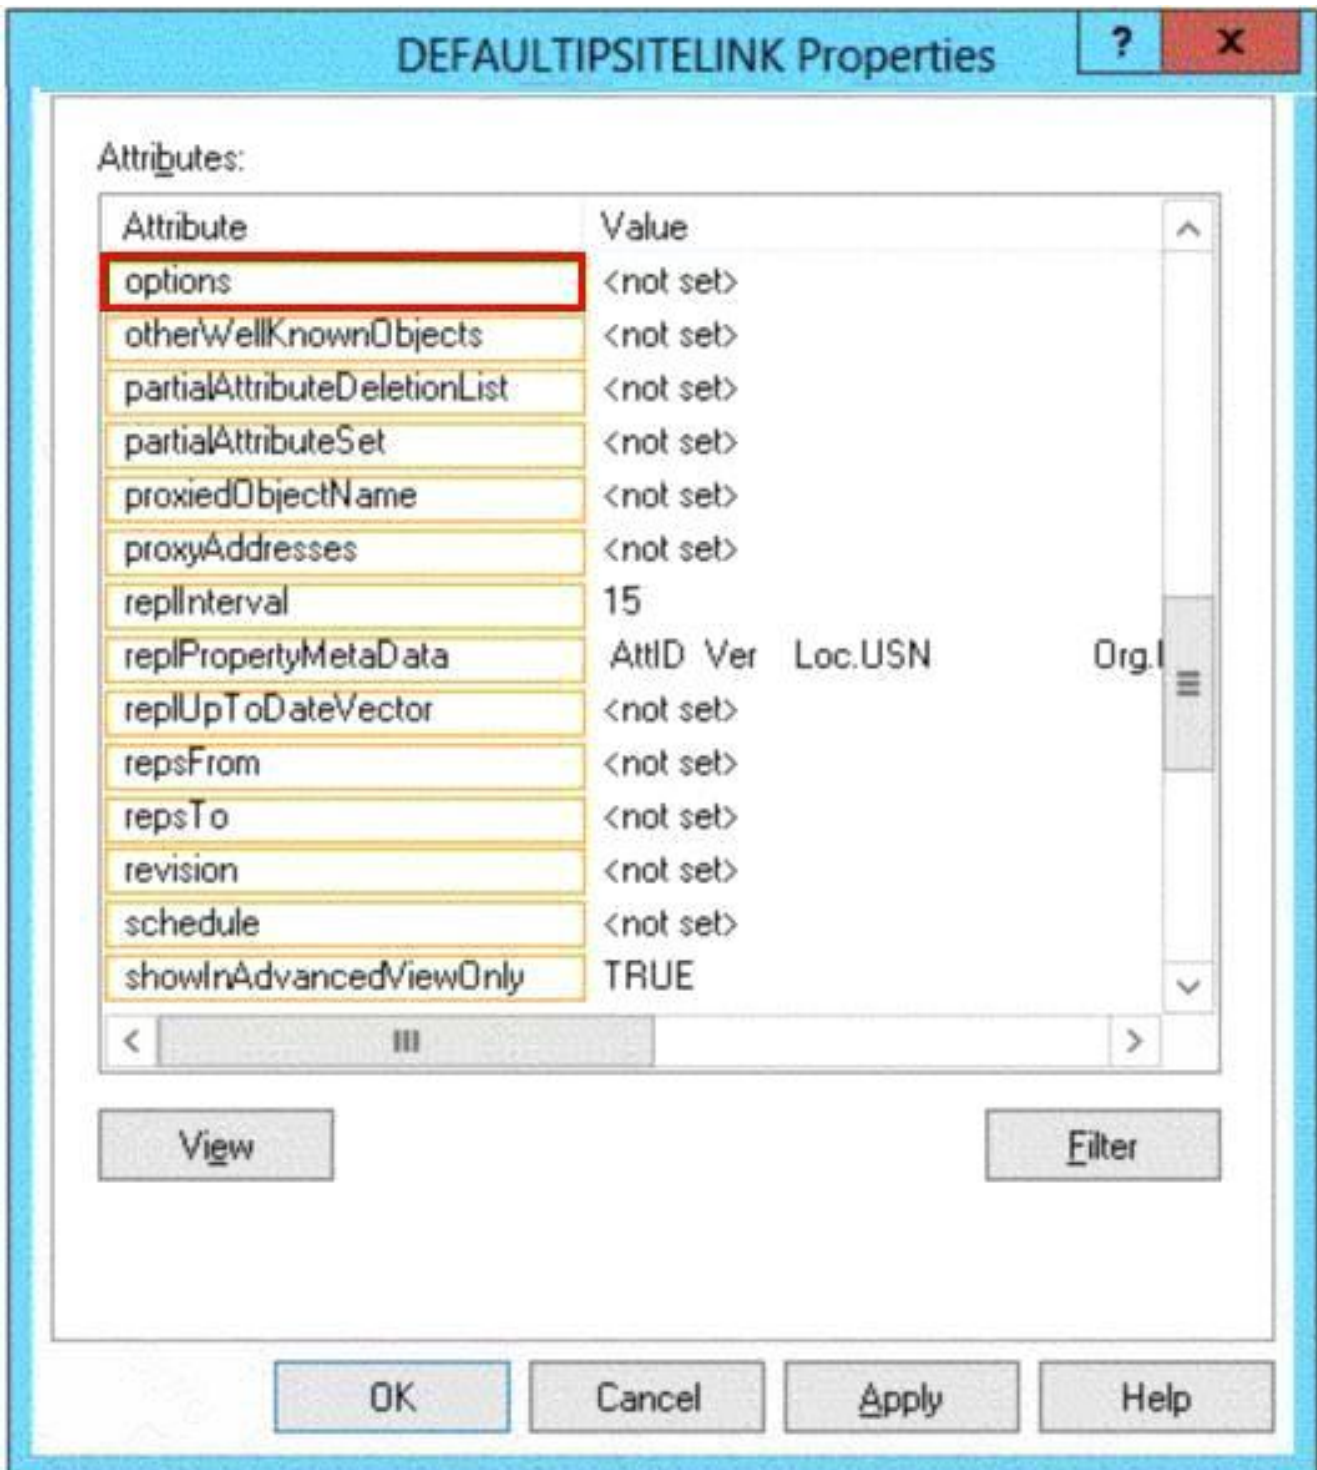 DEFAULTIPSITELINK Properties ? x
Attributes:
Attribute Value
options <not set>
otherWellKnownObjects <not set>
partialAttributeDeletionList <not set>
partialAttributeSet <not set>
proxiedObjectName <not set>
proxyAddresses <not set>
replInterval 15
replPropertyMetaData AttID Ver Loc.USN Org.
replUpToDateVector <not set>
repsFrom <not set>
repsTo <not set>
revision <not set>
schedule <not set>
showInAdvancedViewOnly TRUE
View Filter
OK Cancel Apply Help